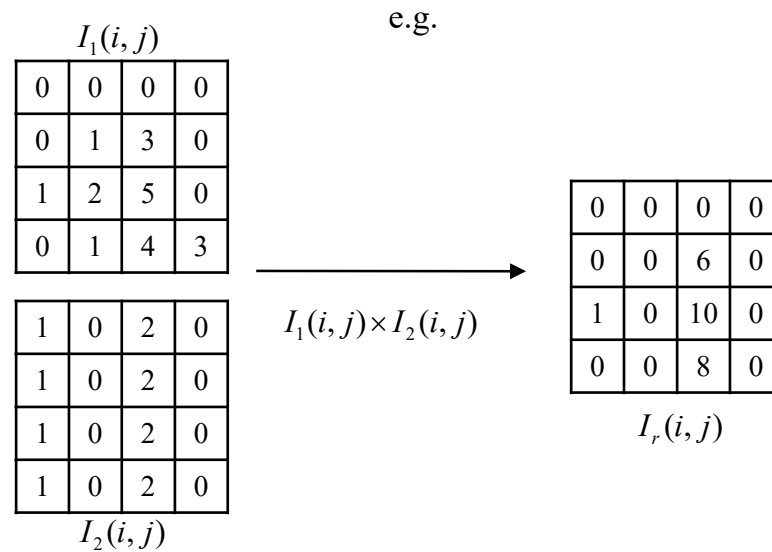 e.g.
I₁(i, j)
0 0 0 0
0 1 3 0
1 2 5 0
0 1 4 3
1 0 2 0
1 0 2 0
1 0 2 0
1 0 2 0
I₂(i, j)
I₁(i, j)×I₂(i, j)
0 0 0 0
0 0 6 0
1 0 10 0
0 0 8 0
Iᵣ(i, j)